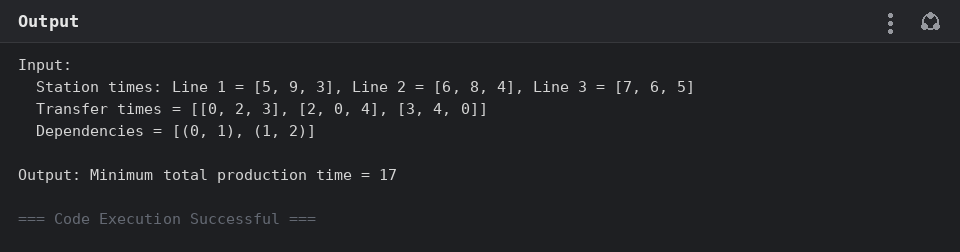 Output
Input:
  Station times: Line 1 = [5, 9, 3], Line 2 = [6, 8, 4], Line 3 = [7, 6, 5]
  Transfer times = [[0, 2, 3], [2, 0, 4], [3, 4, 0]]
  Dependencies = [(0, 1), (1, 2)]
Output: Minimum total production time = 17
=== Code Execution Successful ===